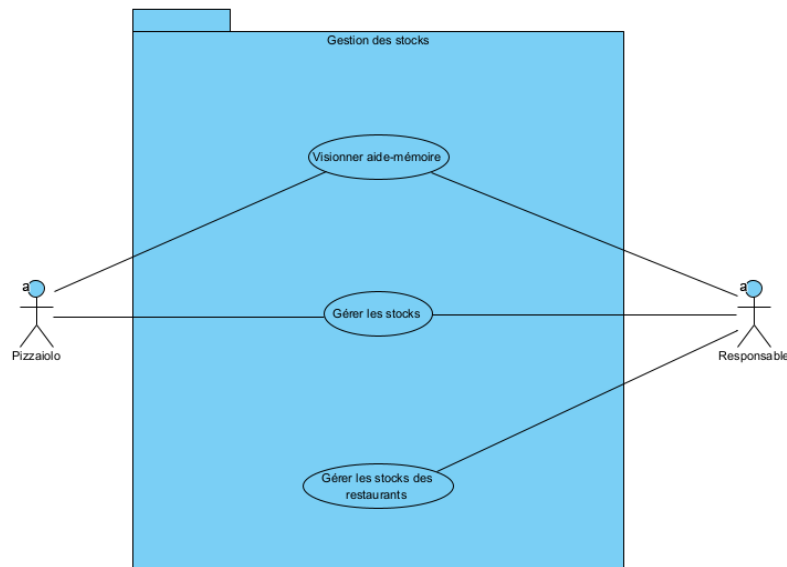 Gestion des stocks
Visionner aide-mémoire
a
Pizzaiolo
Gérer les stocks
a
Responsable
Gérer les stocks des
restaurants